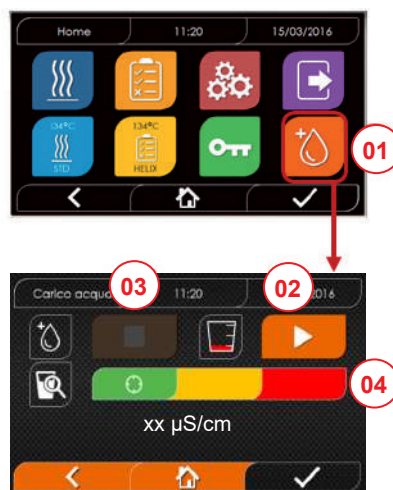 Home 11:20 15/03/2016
134°C 134°C
STD HELIX
01
03 02
Carico acqua 11:20 2016
04
xx µS/cm